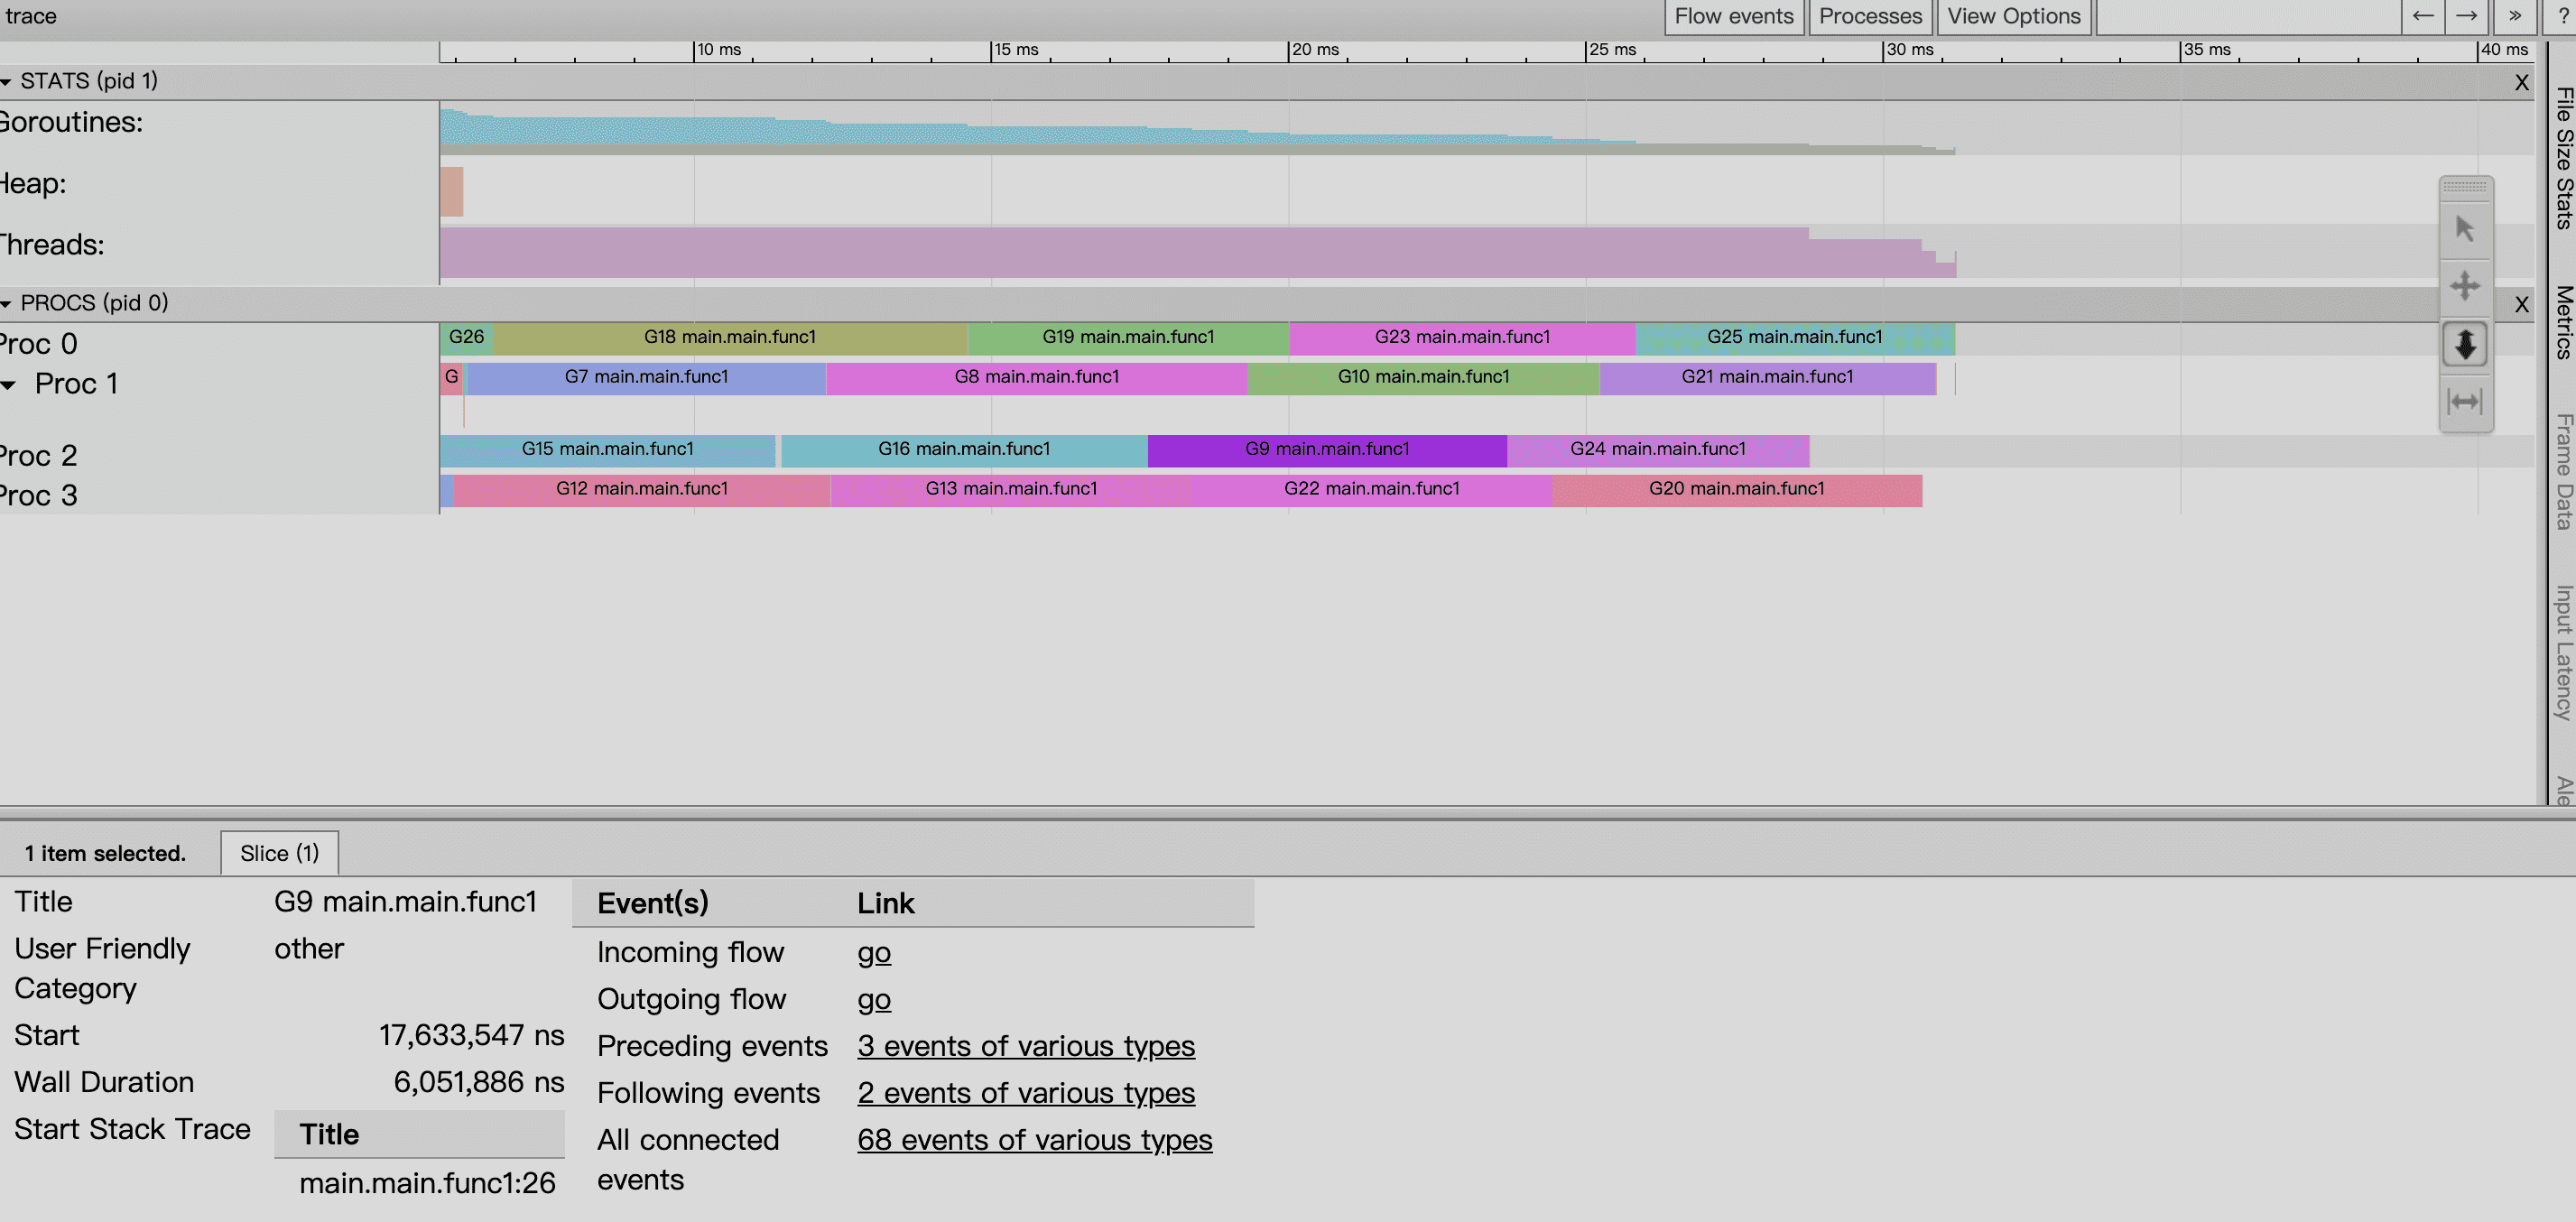 trace
Flow events Processes View Options ← → » ?
10 ms 15 ms 20 ms 25 ms 30 ms 35 ms 40 ms
STATS (pid 1) X
Goroutines:
Heap:
Threads:
PROCS (pid 0) X
Proc 0 G26 G18 main.main.func1 G19 main.main.func1 G23 main.main.func1 G25 main.main.func1
Proc 1 G G7 main.main.func1 G8 main.main.func1 G10 main.main.func1 G21 main.main.func1
Proc 2 G15 main.main.func1 G16 main.main.func1 G9 main.main.func1 G24 main.main.func1
Proc 3 G12 main.main.func1 G13 main.main.func1 G22 main.main.func1 G20 main.main.func1
File Size Stats
Metrics
Frame Data
Input Latency
1 item selected. Slice (1)
Title G9 main.main.func1
User Friendly Category other
Start 17,633,547 ns
Wall Duration 6,051,886 ns
Start Stack Trace Title
main.main.func1:26
Event(s) Link
Incoming flow go
Outgoing flow go
Preceding events 3 events of various types
Following events 2 events of various types
All connected events 68 events of various types